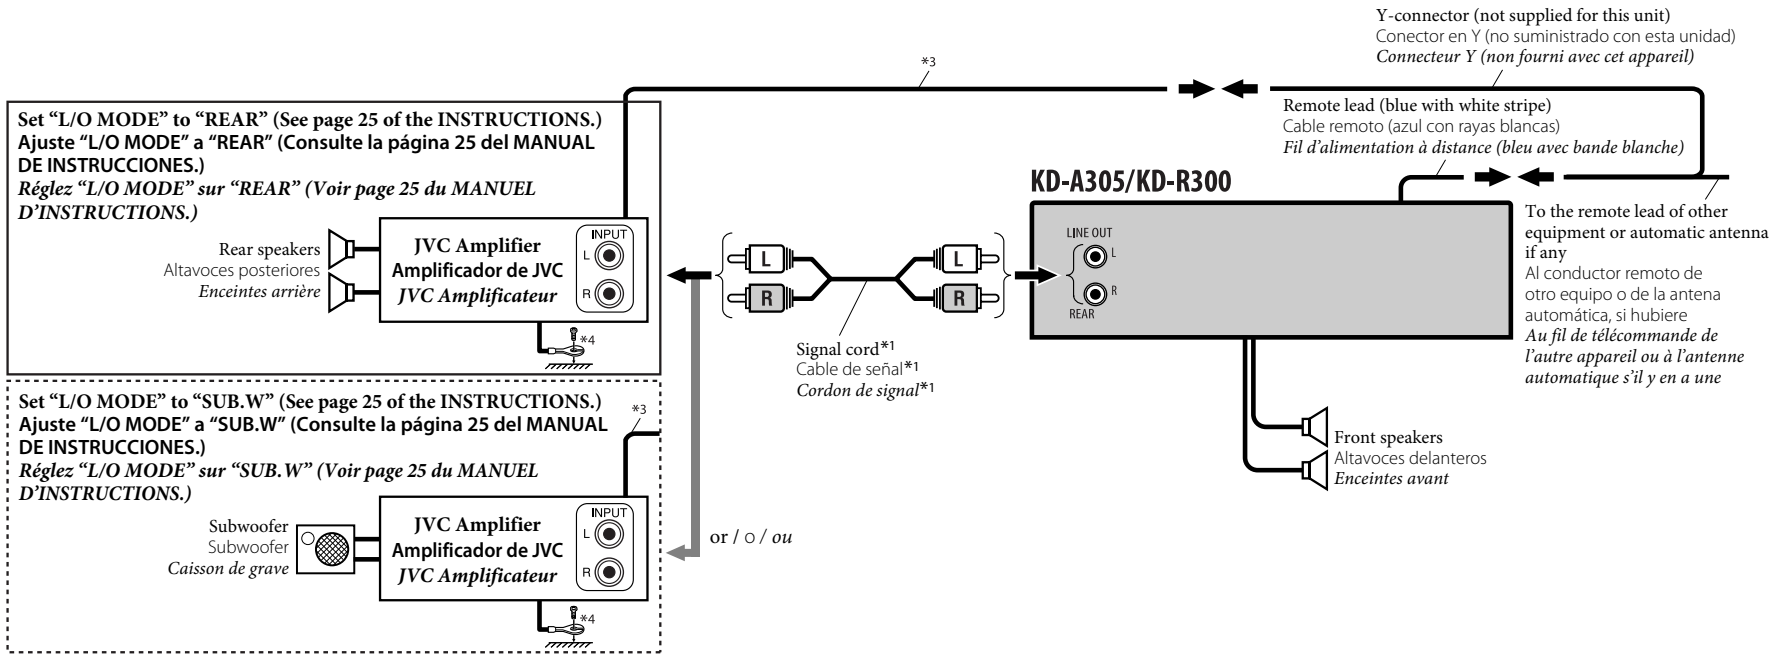 Y-connector (not supplied for this unit)
Conector en Y (no suministrado con esta unidad)
Connecteur Y (non fourni avec cet appareil)
*3
Remote lead (blue with white stripe)
Cable remoto (azul con rayas blancas)
Fil d'alimentation à distance (bleu avec bande blanche)
Set “L/O MODE” to “REAR” (See page 25 of the INSTRUCTIONS.)
Ajuste “L/O MODE” a “REAR” (Consulte la página 25 del MANUAL
DE INSTRUCCIONES.)
Réglez “L/O MODE” sur “REAR” (Voir page 25 du MANUEL
D'INSTRUCTIONS.)
Rear speakers
Altavoces posteriores
Enceintes arrière
JVC Amplifier
Amplificador de JVC
JVC Amplificateur
INPUT
L
R
*4
L
R
L
R
Signal cord*1
Cable de señal*1
Cordon de signal*1
KD-A305/KD-R300
LINE OUT
L
R
REAR
To the remote lead of other
equipment or automatic antenna
if any
Al conductor remoto de
otro equipo o de la antena
automática, si hubiere
Au fil de télécommande de
l'autre appareil ou à l'antenne
automatique s'il y en a une
Front speakers
Altavoces delanteros
Enceintes avant
Set “L/O MODE” to “SUB.W” (See page 25 of the INSTRUCTIONS.)
Ajuste “L/O MODE” a “SUB.W” (Consulte la página 25 del MANUAL
DE INSTRUCCIONES.)
Réglez “L/O MODE” sur “SUB.W” (Voir page 25 du MANUEL
D'INSTRUCTIONS.)
*3
Subwoofer
Subwoofer
Caisson de grave
JVC Amplifier
Amplificador de JVC
JVC Amplificateur
INPUT
L
R
*4
or / o / ou